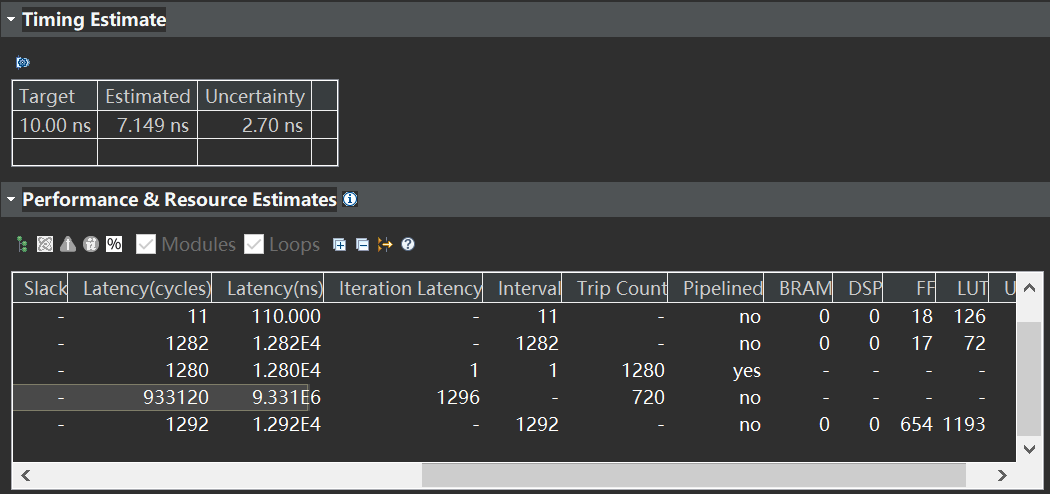 Timing Estimate
Target Estimated Uncertainty
10.00 ns 7.149 ns 2.70 ns
Performance & Resource Estimates
% Modules Loops
Slack Latency(cycles) Latency(ns) Iteration Latency Interval Trip Count Pipelined BRAM DSP FF LUT U
- 11 110.000 - 11 - no 0 0 18 126
- 1282 1.282E4 - 1282 - no 0 0 17 72
- 1280 1.280E4 1 1 1280 yes - - - -
- 933120 9.331E6 1296 - 720 no - - - -
- 1292 1.292E4 - 1292 - no 0 0 654 1193